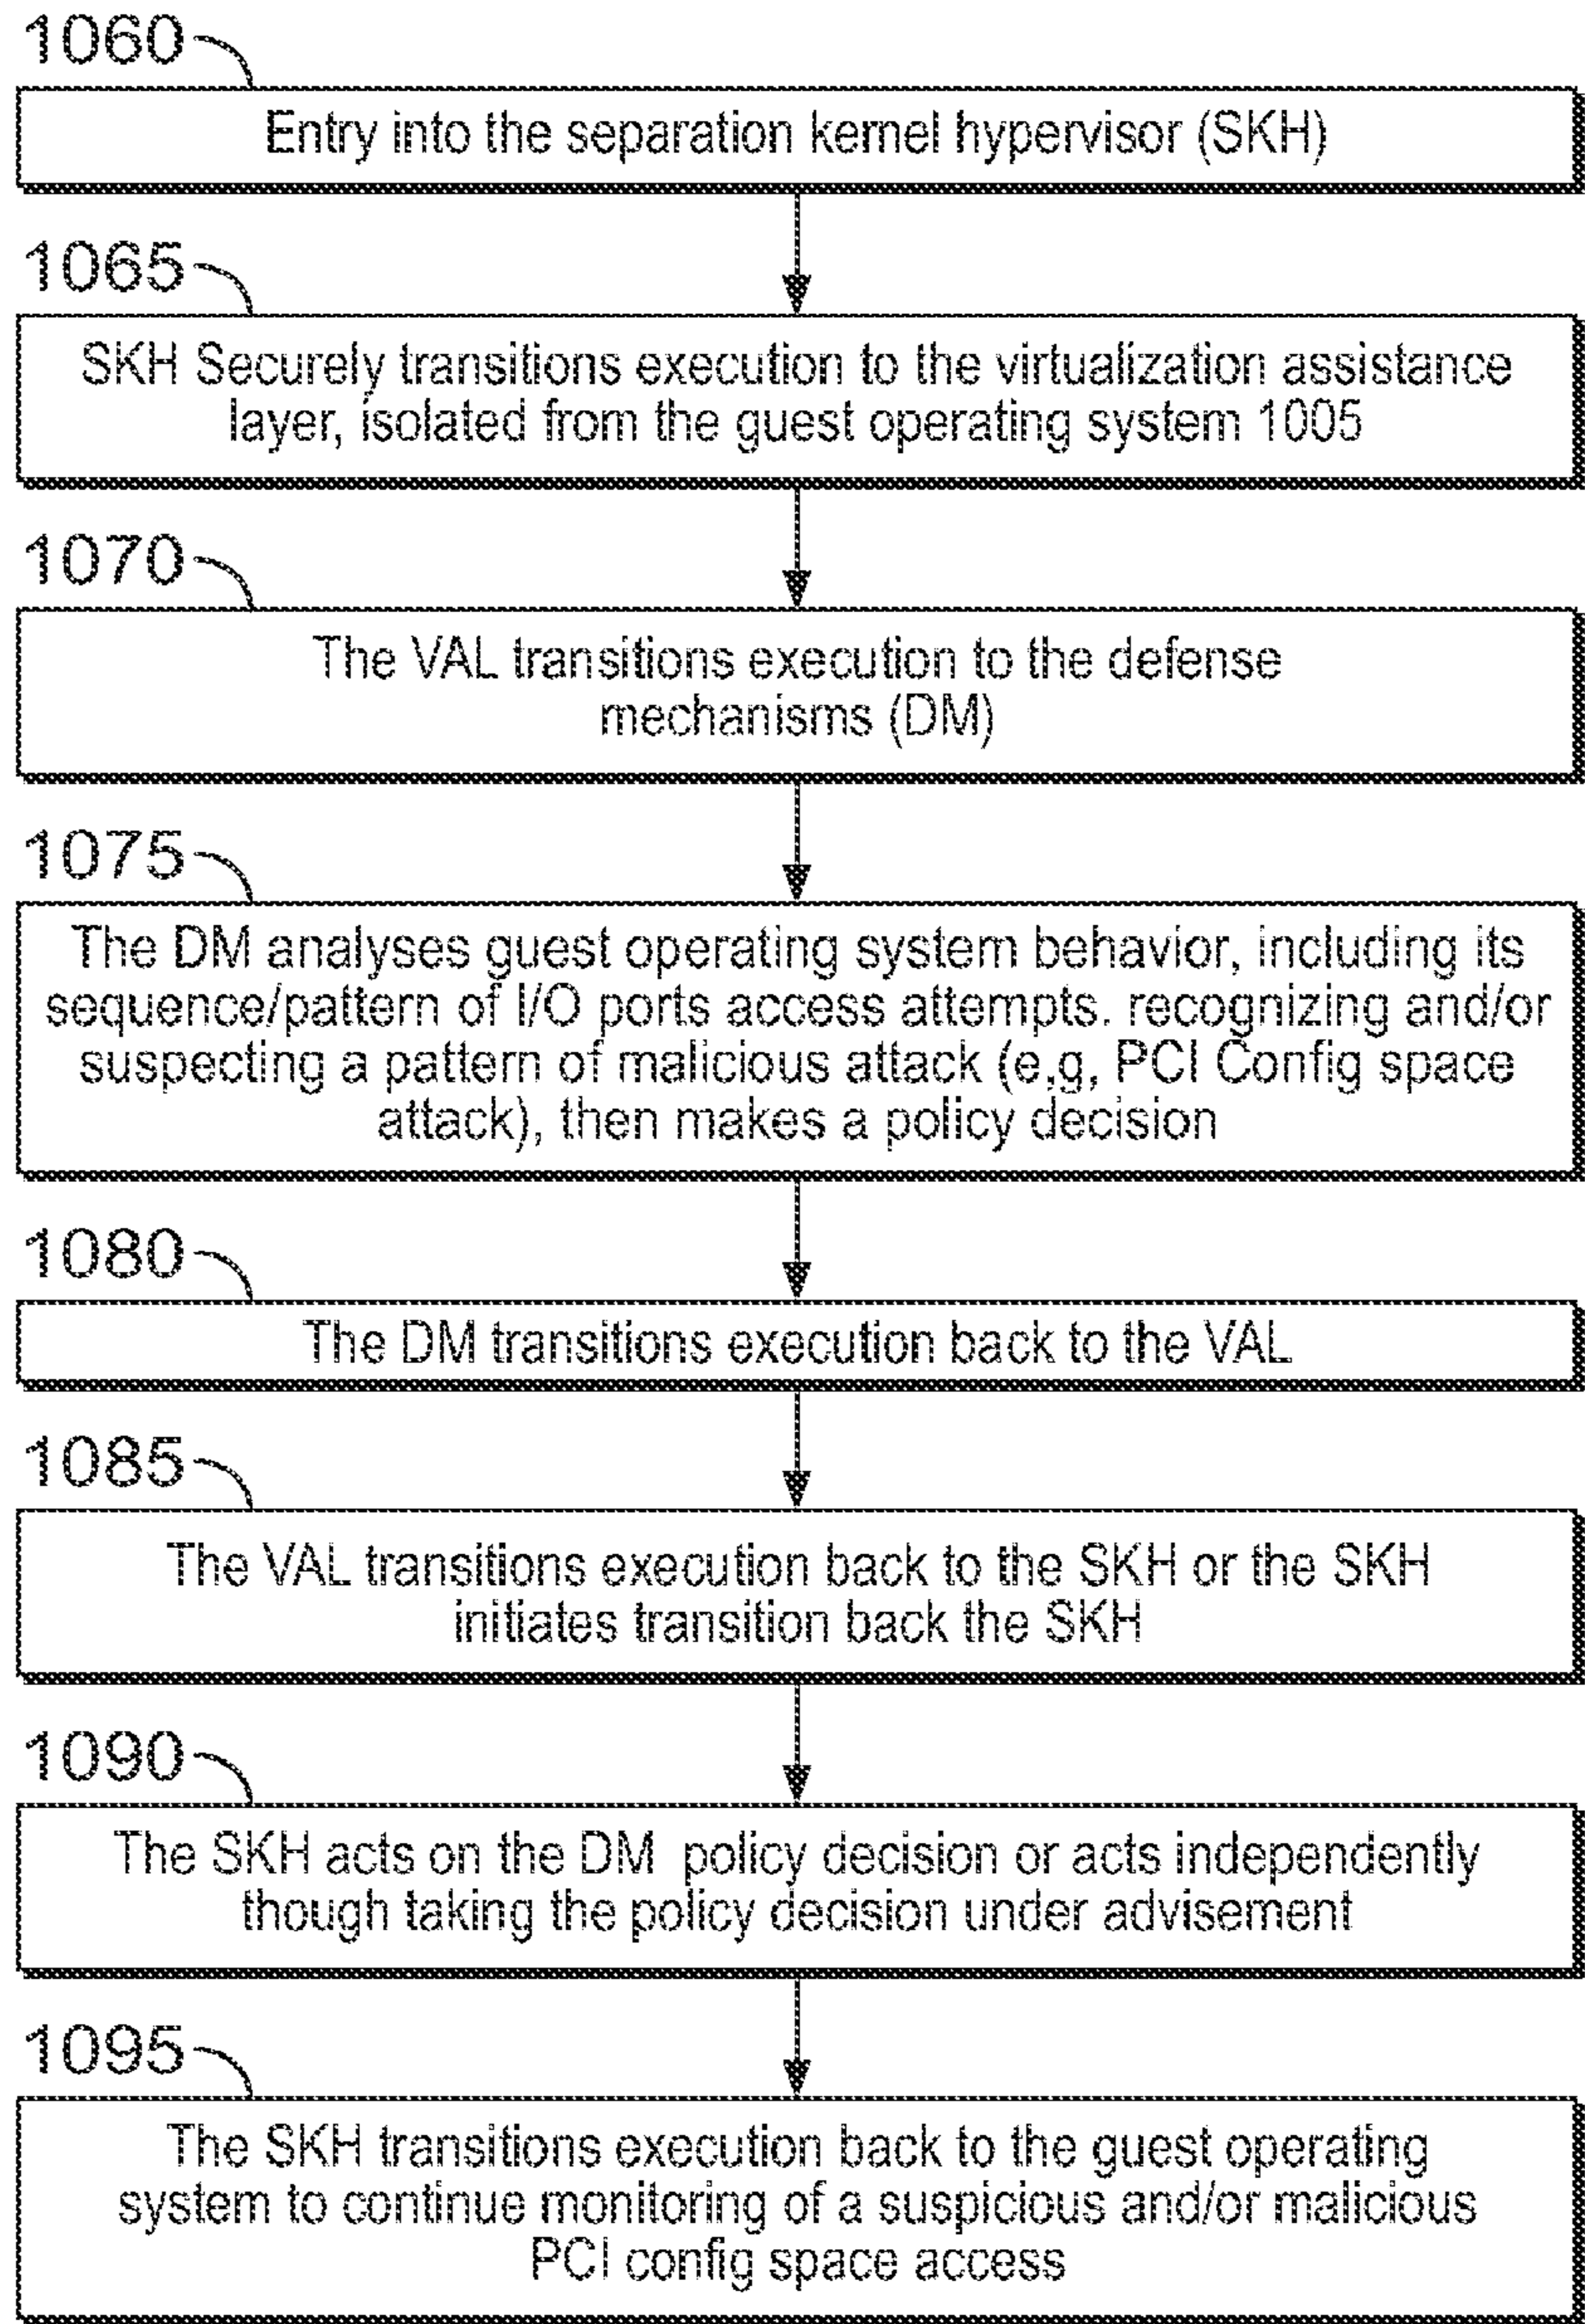 1060
Entry into the separation kernel hypervisor (SKH)
1065
SKH Securely transitions execution to the virtualization assistance
layer, isolated from the guest operating system 1005
1070
The VAL transitions execution to the defense
mechanisms (DM)
1075
The DM analyses guest operating system behavior, including its
sequence/pattern of I/O ports access attempts. recognizing and/or
suspecting a pattern of malicious attack (e,g, PCI Config space
attack), then makes a policy decision
1080
The DM transitions execution back to the VAL
1085
The VAL transitions execution back to the SKH or the SKH
initiates transition back the SKH
1090
The SKH acts on the DM policy decision or acts independently
though taking the policy decision under advisement
1095
The SKH transitions execution back to the guest operating
system to continue monitoring of a suspicious and/or malicious
PCI config space access